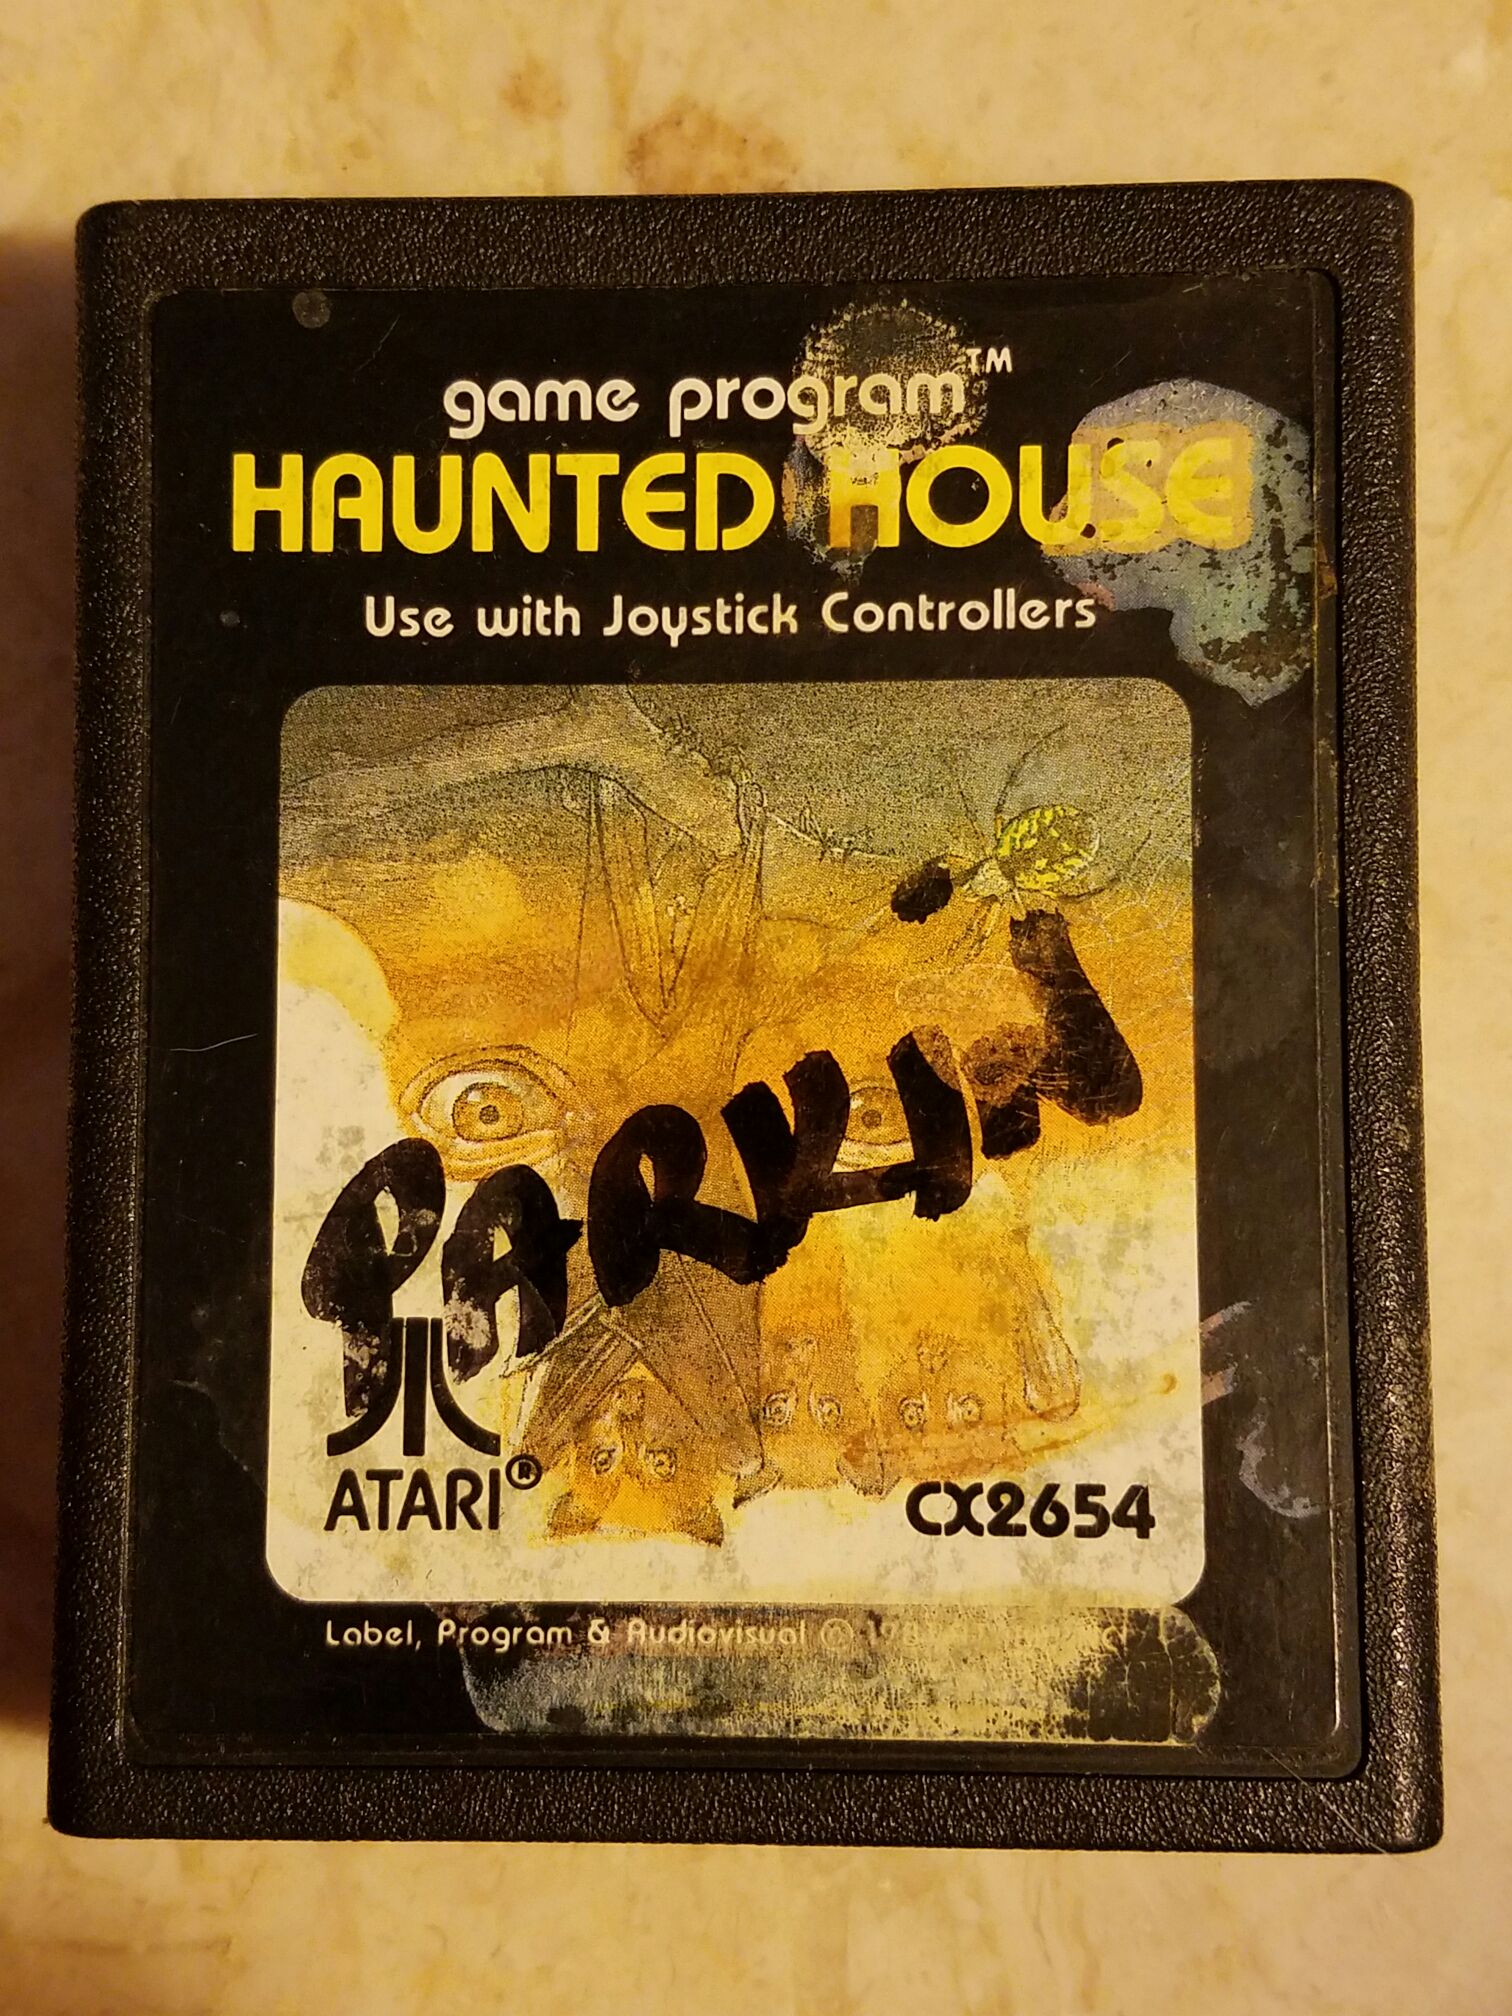 game program™
HAUNTED HOUSE
Use with Joystick Controllers
PARKIN
ATARI®
CX2654
Label, Program & Audiovisual ©